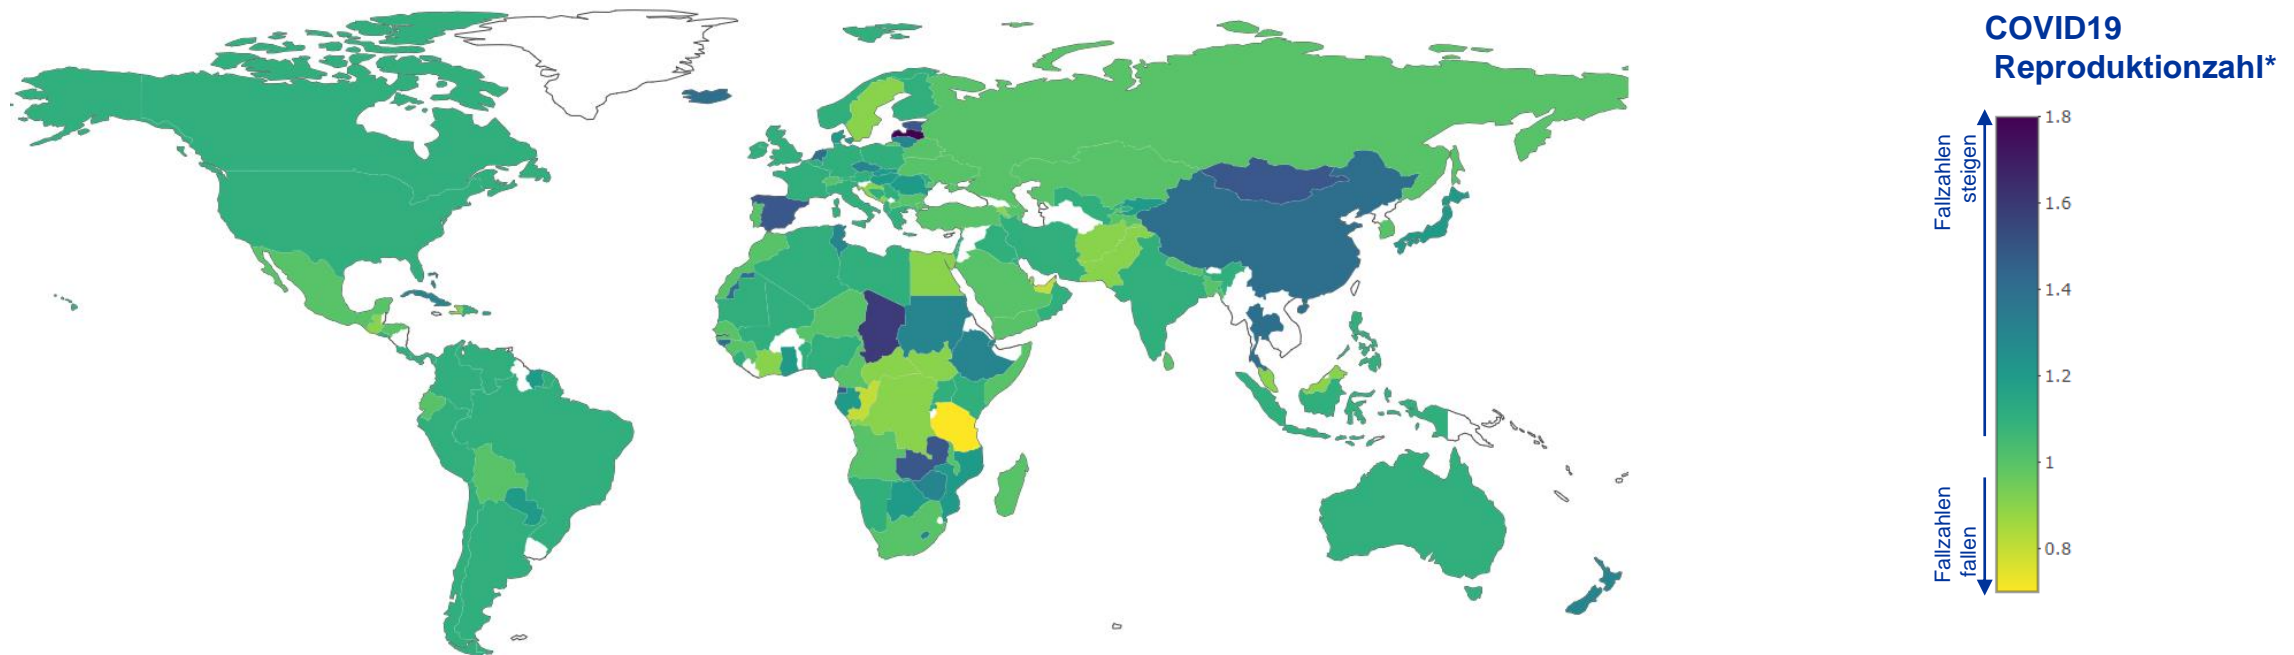 COVID19
Reproduktionzahl*
Fallzahlen
steigen
Fallzahlen
fallen
1.8
1.6
1.4
1.2
1
0.8